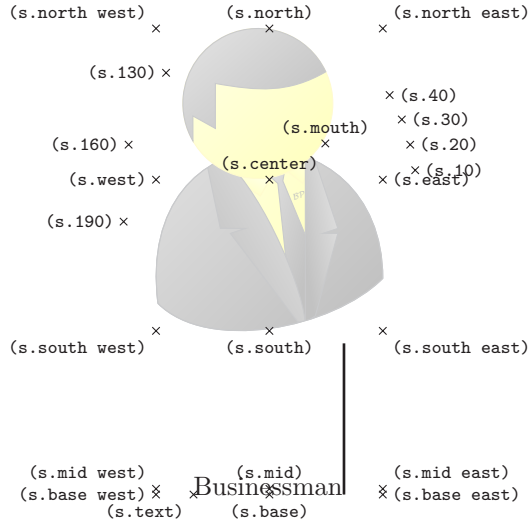 (s.north west) (s.north) (s.north east)
(s.130)
(s.40)
(s.30)
(s.mouth)
(s.160) (s.20)
(s.center)
(s.10)
(s.west) (s.east)
BP
(s.190)
(s.south west) (s.south) (s.south east)
(s.mid west) (s.mid) (s.mid east)
Businessman
(s.base west) (s.base east)
(s.text) (s.base)